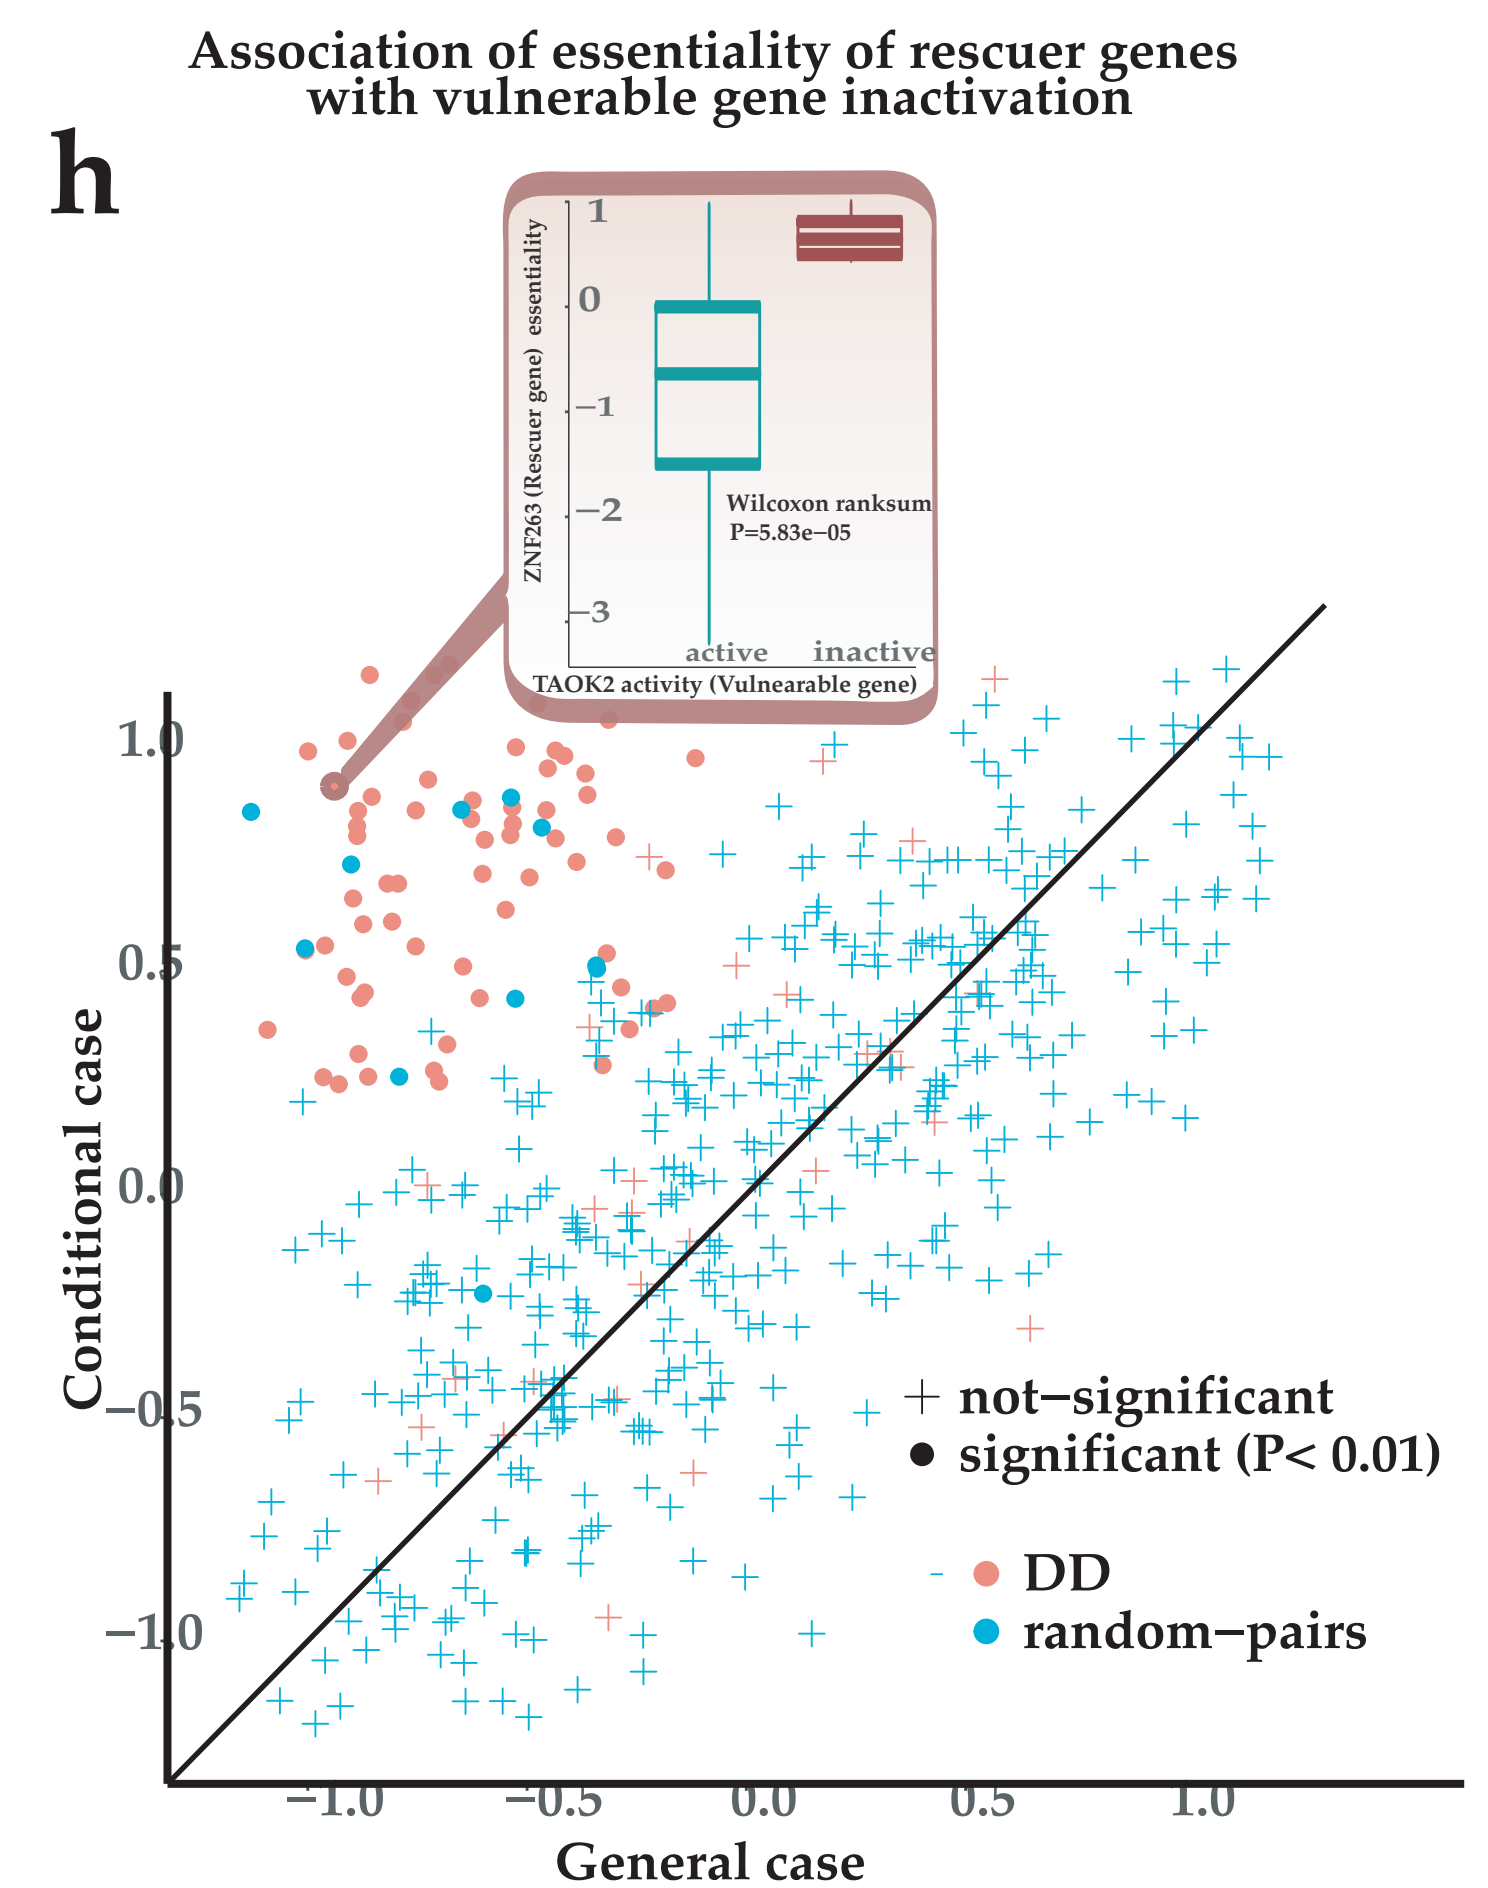 Association of essentiality of rescuer genes
with vulnerable gene inactivation
h
ZNF263 (Rescuer gene) essentiality
1
0
−1
−2
−3
Wilcoxon ranksum
P=5.83e−05
active inactive
TAOK2 activity (Vulnearable gene)
Conditional case
1.0
0.5
0.0
−0.5
−1.0
not−significant
significant (P< 0.01)
DD
random−pairs
−1.0 −0.5 0.0 0.5 1.0
General case